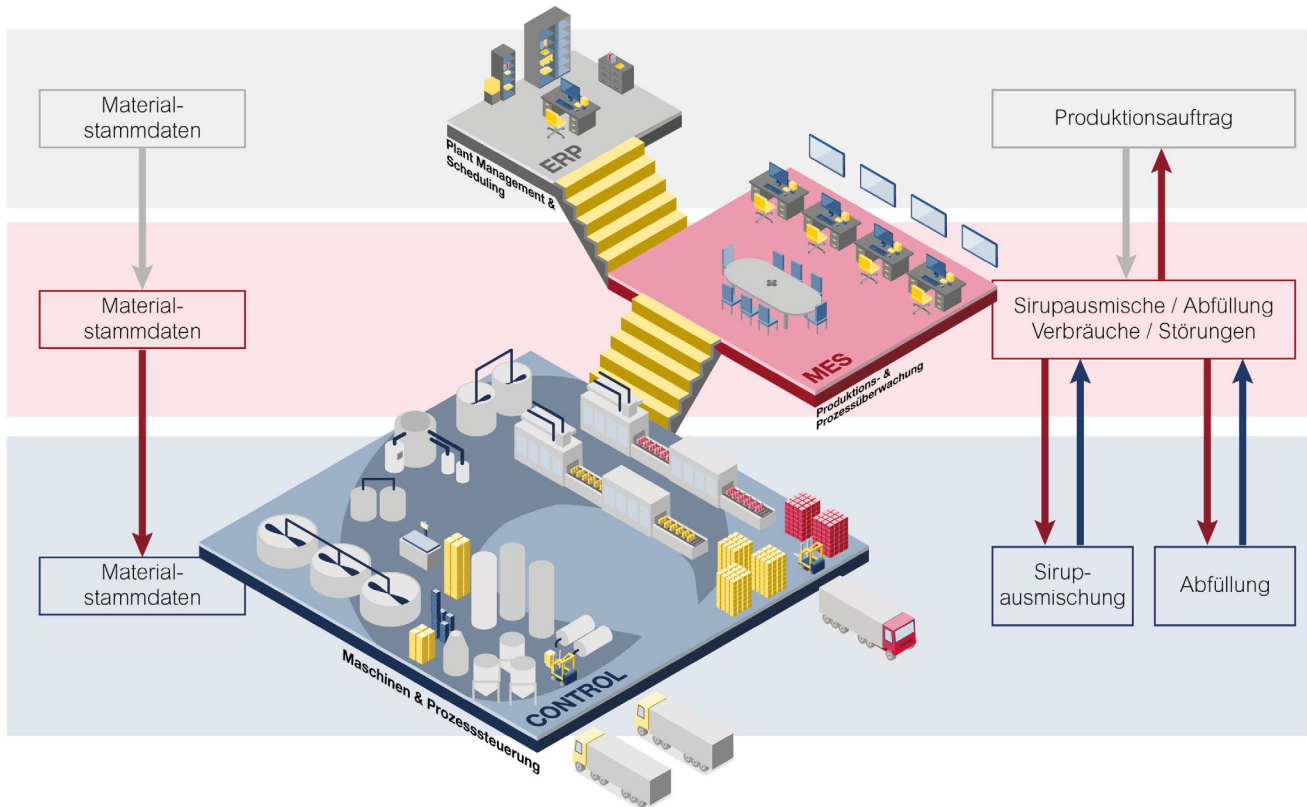 Material-
stammdaten
Produktionsauftrag
ERP
Plant Management &
Scheduling
Material-
stammdaten
Sirupausmische / Abfüllung
Verbräuche / Störungen
MES
Produktions- &
Prozessüberwachung
Material-
stammdaten
Sirup-
ausmischung
Abfüllung
CONTROL
Maschinen & Prozesssteuerung